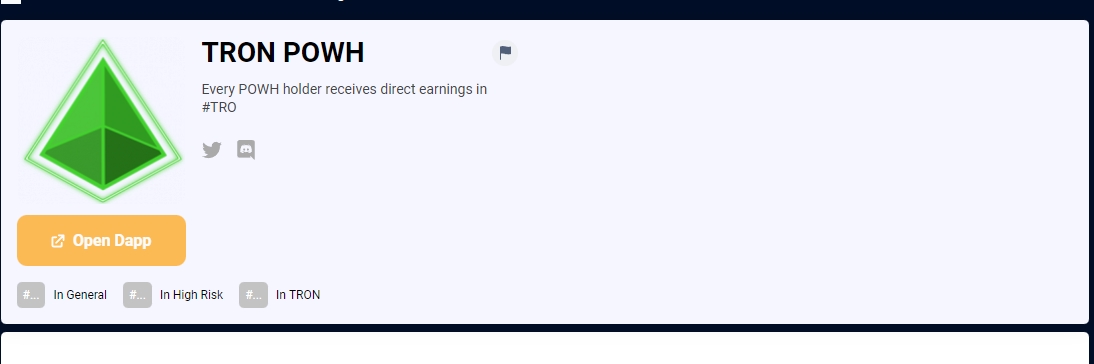 TRON POWH
Every POWH holder receives direct earnings in
#TRO
Open Dapp
#... In General #... In High Risk #... In TRON